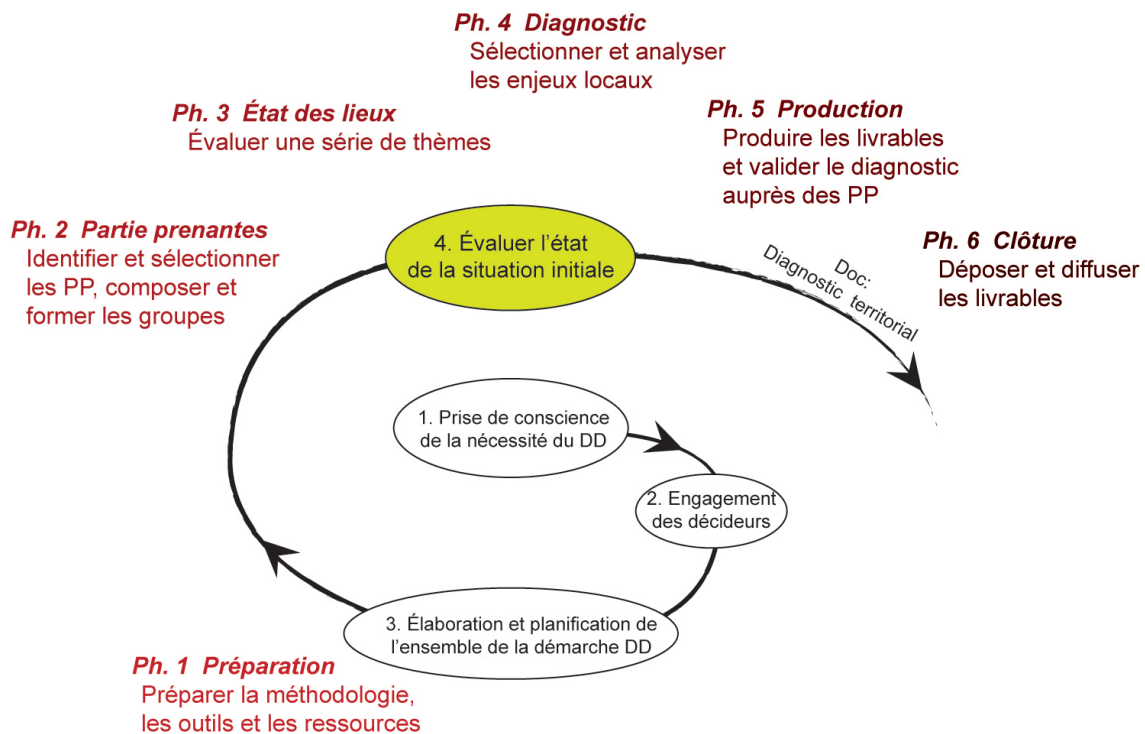 Ph. 4 Diagnostic
Sélectionner et analyser
les enjeux locaux
Ph. 3 État des lieux
Évaluer une série de thèmes
Ph. 5 Production
Produire les livrables
et valider le diagnostic
auprès des PP
Ph. 2 Partie prenantes
Identifier et sélectionner
les PP, composer et
former les groupes
4. Évaluer l'état
de la situation initiale
Doc:
Diagnostic territorial
Ph. 6 Clôture
Déposer et diffuser
les livrables
1. Prise de conscience
de la nécessité du DD
2. Engagement
des décideurs
3. Élaboration et planification de
l'ensemble de la démarche DD
Ph. 1 Préparation
Préparer la méthodologie,
les outils et les ressources